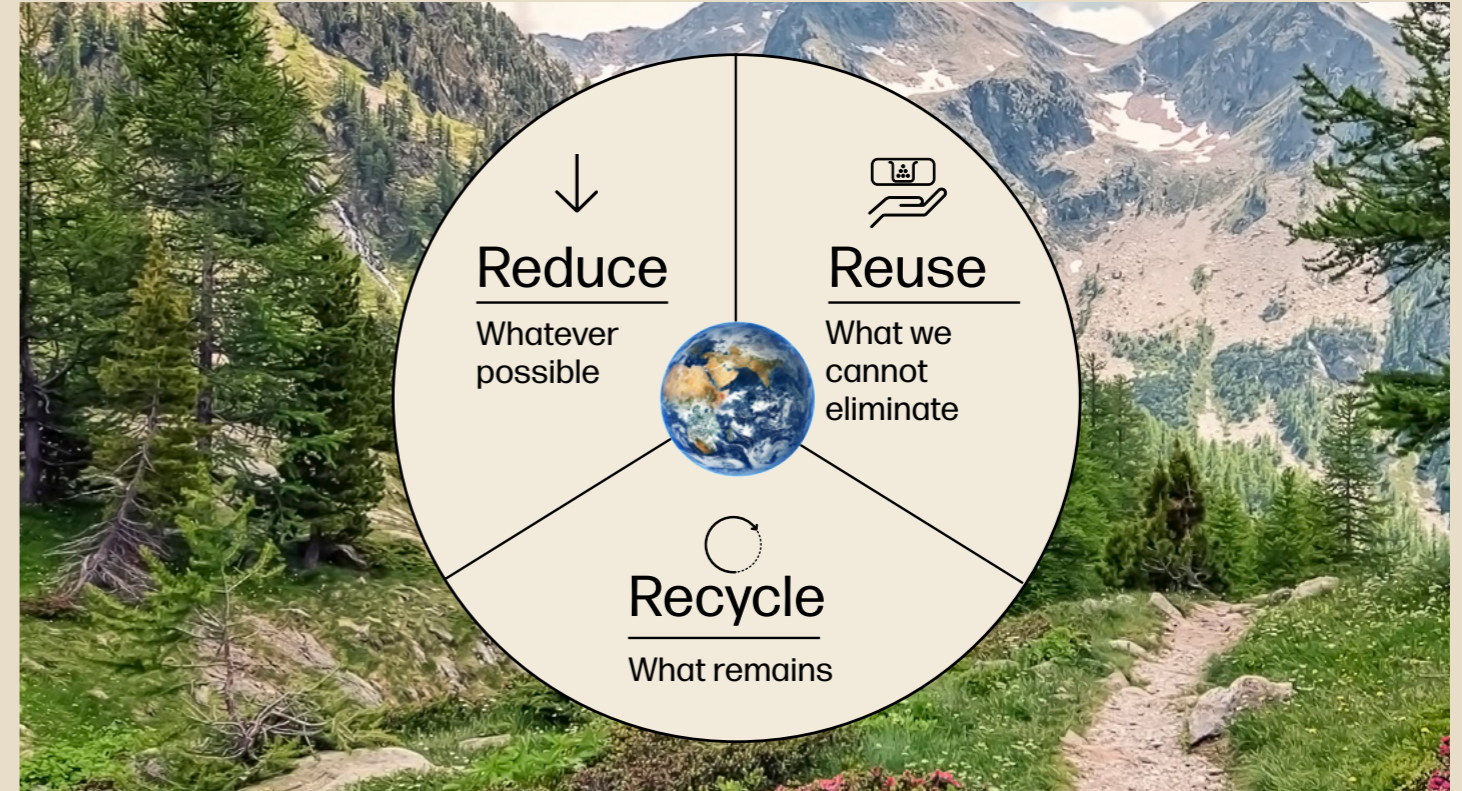 Reduce
Whatever
possible
Reuse
What we
cannot
eliminate
Recycle
What remains